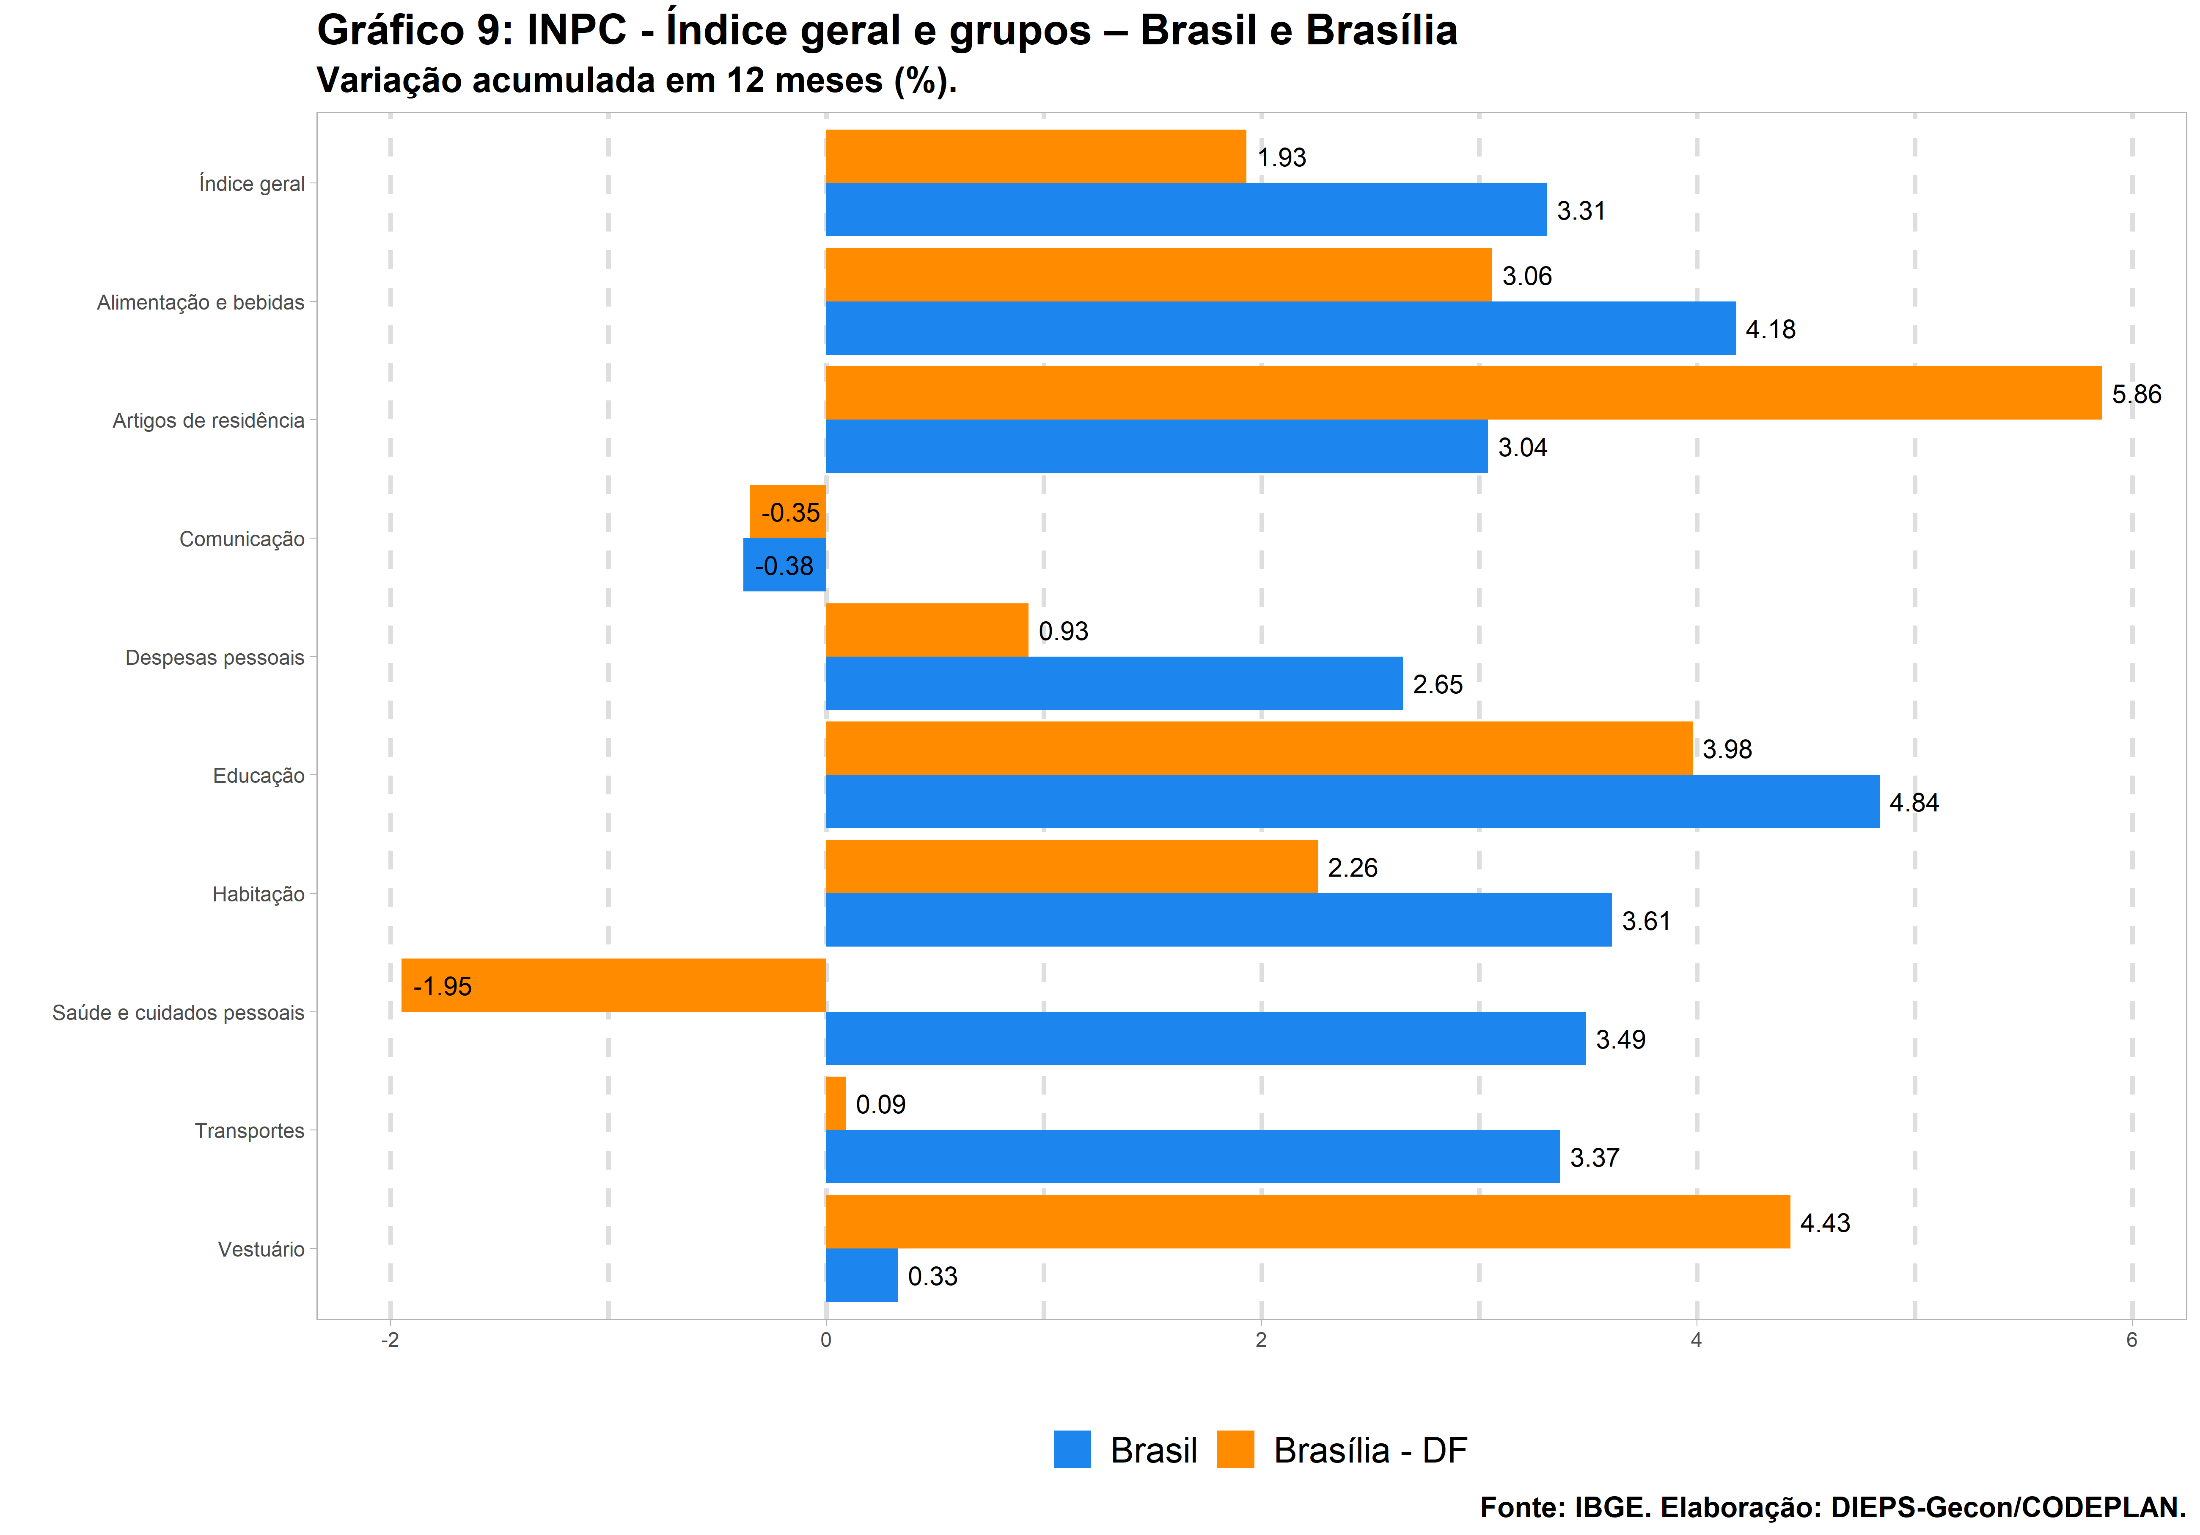 Gráfico 9: INPC - Índice geral e grupos – Brasil e Brasília
Variação acumulada em 12 meses (%).
Índice geral
1.93
3.31
Alimentação e bebidas
3.06
4.18
Artigos de residência
5.86
3.04
Comunicação
-0.35
-0.38
Despesas pessoais
0.93
2.65
Educação
3.98
4.84
Habitação
2.26
3.61
Saúde e cuidados pessoais
-1.95
3.49
Transportes
0.09
3.37
Vestuário
4.43
0.33
-2 0 2 4 6
Brasil Brasília - DF
Fonte: IBGE. Elaboração: DIEPS-Gecon/CODEPLAN.